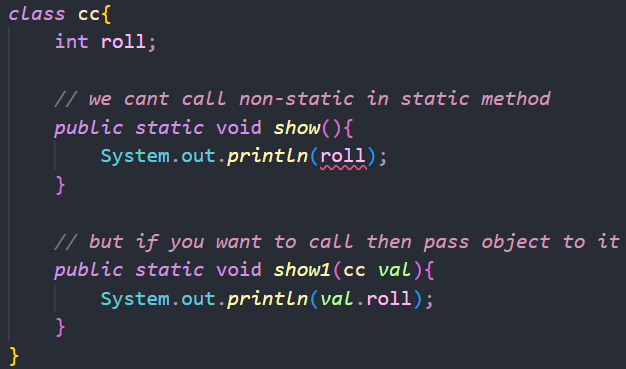 class cc{
    int roll;

    // we cant call non-static in static method
    public static void show(){
        System.out.println(roll);
    }

    // but if you want to call then pass object to it
    public static void show1(cc val){
        System.out.println(val.roll);
    }
}